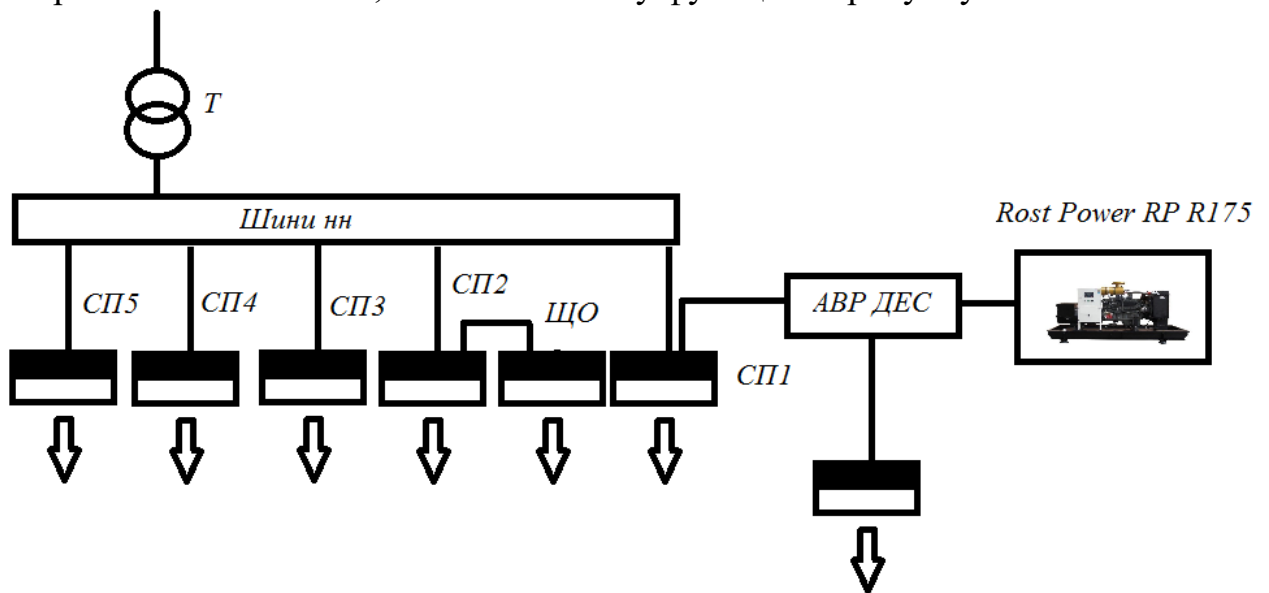 Т
Шини нн
Rost Power RP R175
СП5
СП4
СП3
СП2
ЩО
АВР ДЕС
СП1